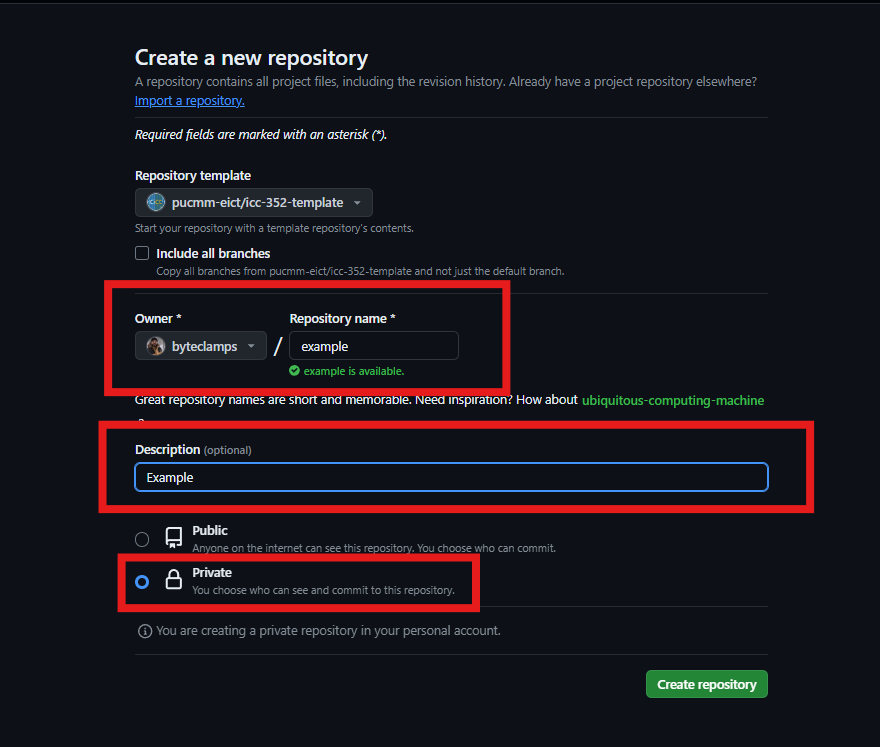 Create a new repository
A repository contains all project files, including the revision history. Already have a project repository elsewhere?
Import a repository.
Required fields are marked with an asterisk (*).
Repository template
pucmm-eict/icc-352-template
Start your repository with a template repository's contents.
Include all branches
Copy all branches from pucmm-eict/icc-352-template and not just the default branch.
Owner * Repository name *
byteclamps / example
example is available.
Great repository names are short and memorable. Need inspiration? How about ubiquitous-computing-machine
?
Description (optional)
Example
Public
Anyone on the internet can see this repository. You choose who can commit.
Private
You choose who can see and commit to this repository.
You are creating a private repository in your personal account.
Create repository